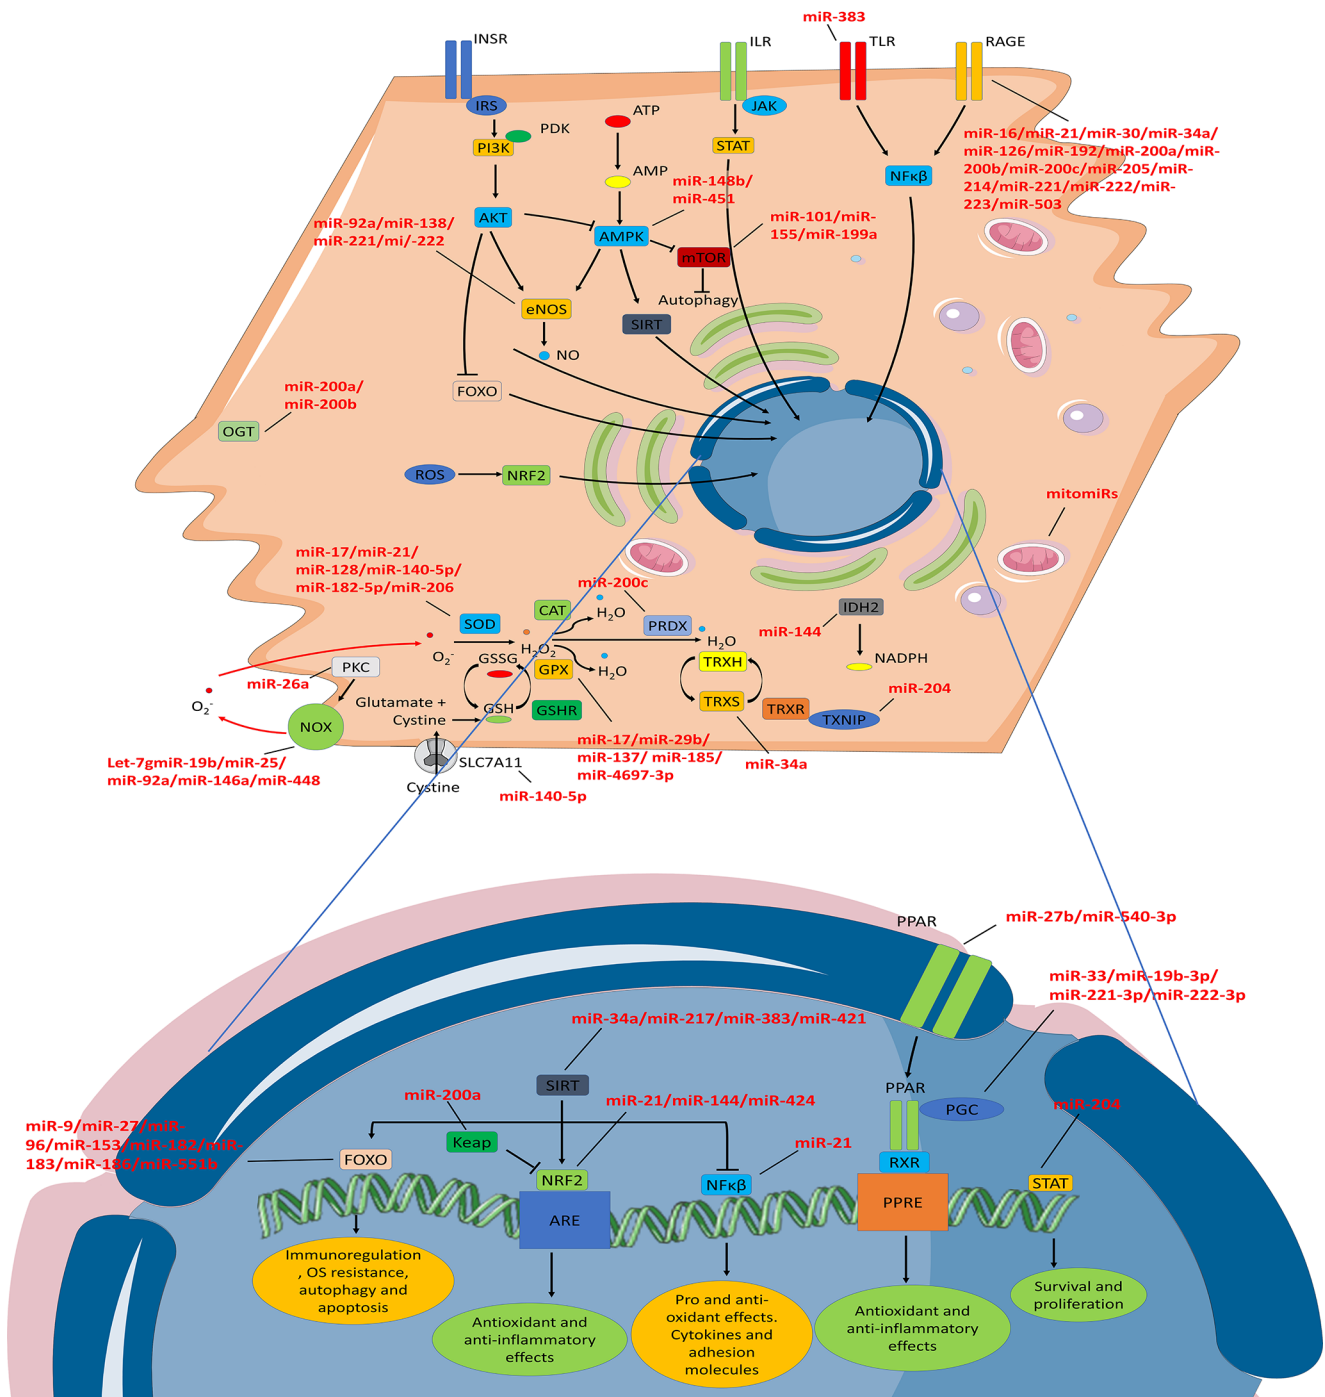 miR-383
INSR
ILR
TLR
RAGE
IRS
JAK
ATP
PDK
PI3K
STAT
miR-16/miR-21/miR-30/miR-34a/
miR-126/miR-192/miR-200a/miR-
200b/miR-200c/miR-205/miR-
214/miR-221/miR-222/miR-
223/miR-503
AMP
NFκβ
miR-148b/
miR-451
miR-92a/miR-138/
miR-221/mi/-222
AKT
AMPK
miR-101/miR-
155/miR-199a
mTOR
Autophagy
eNOS
SIRT
NO
FOXO
miR-200a/
miR-200b
OGT
ROS
NRF2
mitomiRs
miR-17/miR-21/
miR-128/miR-140-5p/
miR-182-5p/miR-206
miR-200c
CAT
H2O
SOD
PRDX
IDH2
miR-144
O2-
H2O2
H2O
GSSG
GPX
H2O
TRXH
NADPH
PKC
miR-26a
miR-204
O2-
Glutamate +
Cystine
GSH
GSHR
TRXS
TRXR
TXNIP
NOX
Let-7gmiR-19b/miR-25/
miR-92a/miR-146a/miR-448
SLC7A11
Cystine
miR-140-5p
miR-17/miR-29b/
miR-137/ miR-185/
miR-4697-3p
miR-34a
PPAR
miR-27b/miR-540-3p
miR-33/miR-19b-3p/
miR-221-3p/miR-222-3p
miR-34a/miR-217/miR-383/miR-421
SIRT
PPAR
PGC
miR-200a
miR-21/miR-144/miR-424
miR-204
miR-9/miR-27/miR-
96/miR-153/miR-182/miR-
183/miR-186/miR-551b
Keap
miR-21
FOXO
NRF2
NFκβ
RXR
STAT
ARE
PPRE
Immunoregulation
, OS resistance,
autophagy and
apoptosis
Antioxidant and
anti-inflammatory
effects
Pro and anti-
oxidant effects.
Cytokines and
adhesion
molecules
Antioxidant and
anti-inflammatory
effects
Survival and
proliferation